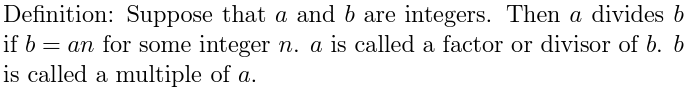 Definition: Suppose that a and b are integers. Then a divides b
if b = an for some integer n. a is called a factor or divisor of b. b
is called a multiple of a.